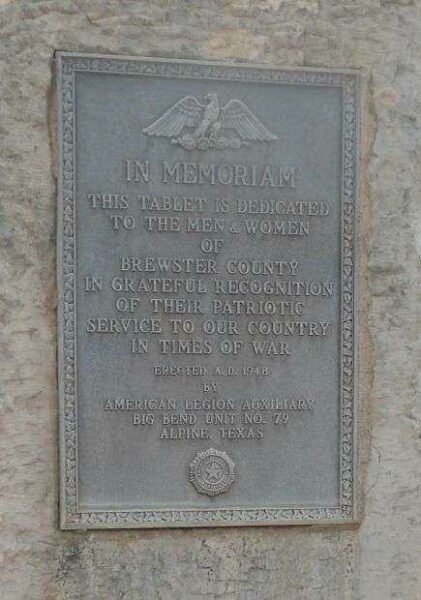 IN MEMORIAM
THIS TABLET IS DEDICATED
TO THE MEN & WOMEN
OF
BREWSTER COUNTY
IN GRATEFUL RECOGNITION
OF THEIR PATRIOTIC
SERVICE TO OUR COUNTRY
IN TIMES OF WAR
ERECTED A.D. 1948
BY
AMERICAN LEGION AUXILIARY
BIG BEND UNIT NO. 79
ALPINE, TEXAS